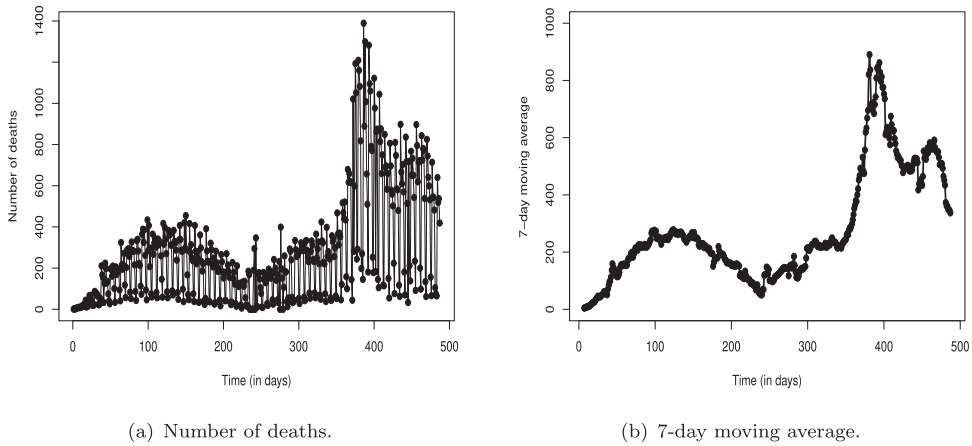 Number of deaths
0 200 400 600 800 1000 1400
0 100 200 300 400 500
Time (in days)
(a) Number of deaths.
7−day moving average
0 200 400 600 800 1000
0 100 200 300 400 500
Time (in days)
(b) 7-day moving average.